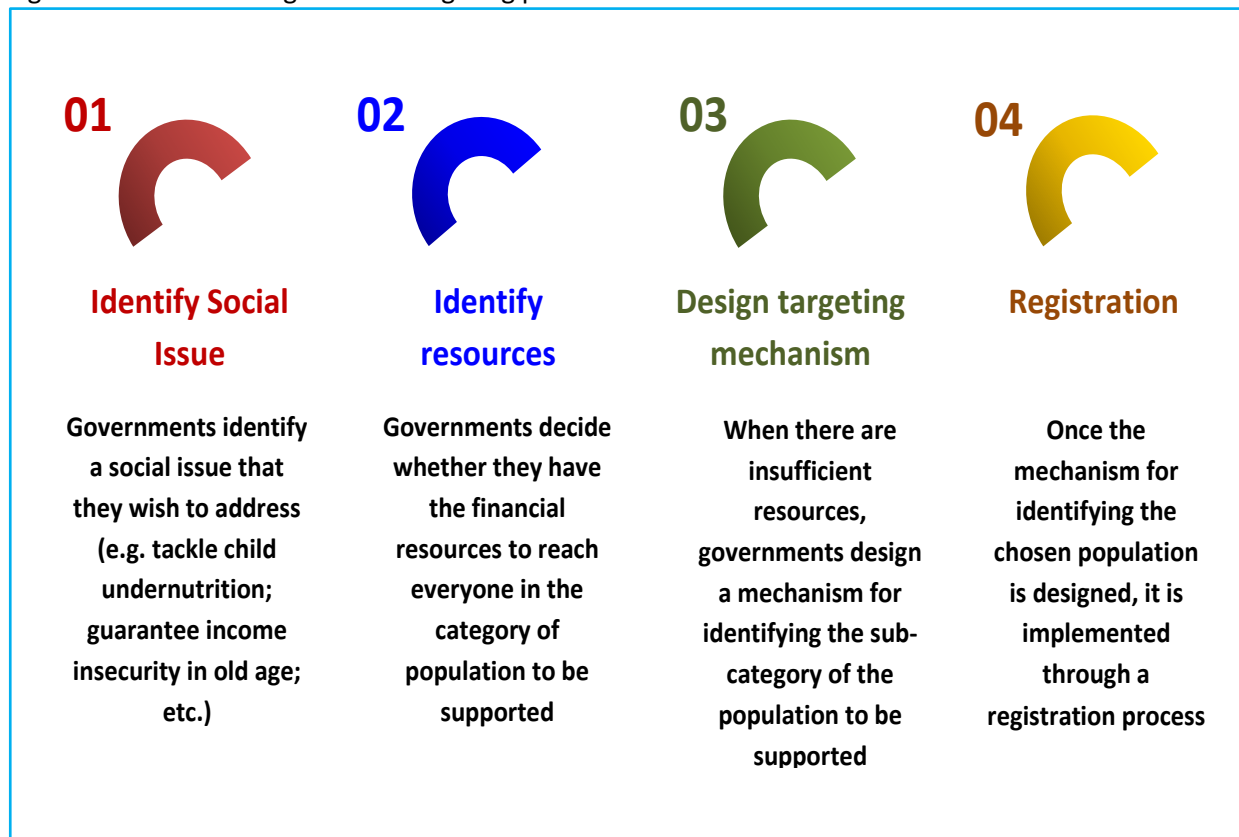 01
Identify Social
Issue
Governments identify
a social issue that
they wish to address
(e.g. tackle child
undernutrition;
guarantee income
insecurity in old age;
etc.)
02
Identify
resources
Governments decide
whether they have
the financial
resources to reach
everyone in the
category of
population to be
supported
03
Design targeting
mechanism
When there are
insufficient
resources,
governments design
a mechanism for
identifying the sub-
category of the
population to be
supported
04
Registration
Once the
mechanism for
identifying the
chosen population
is designed, it is
implemented
through a
registration process